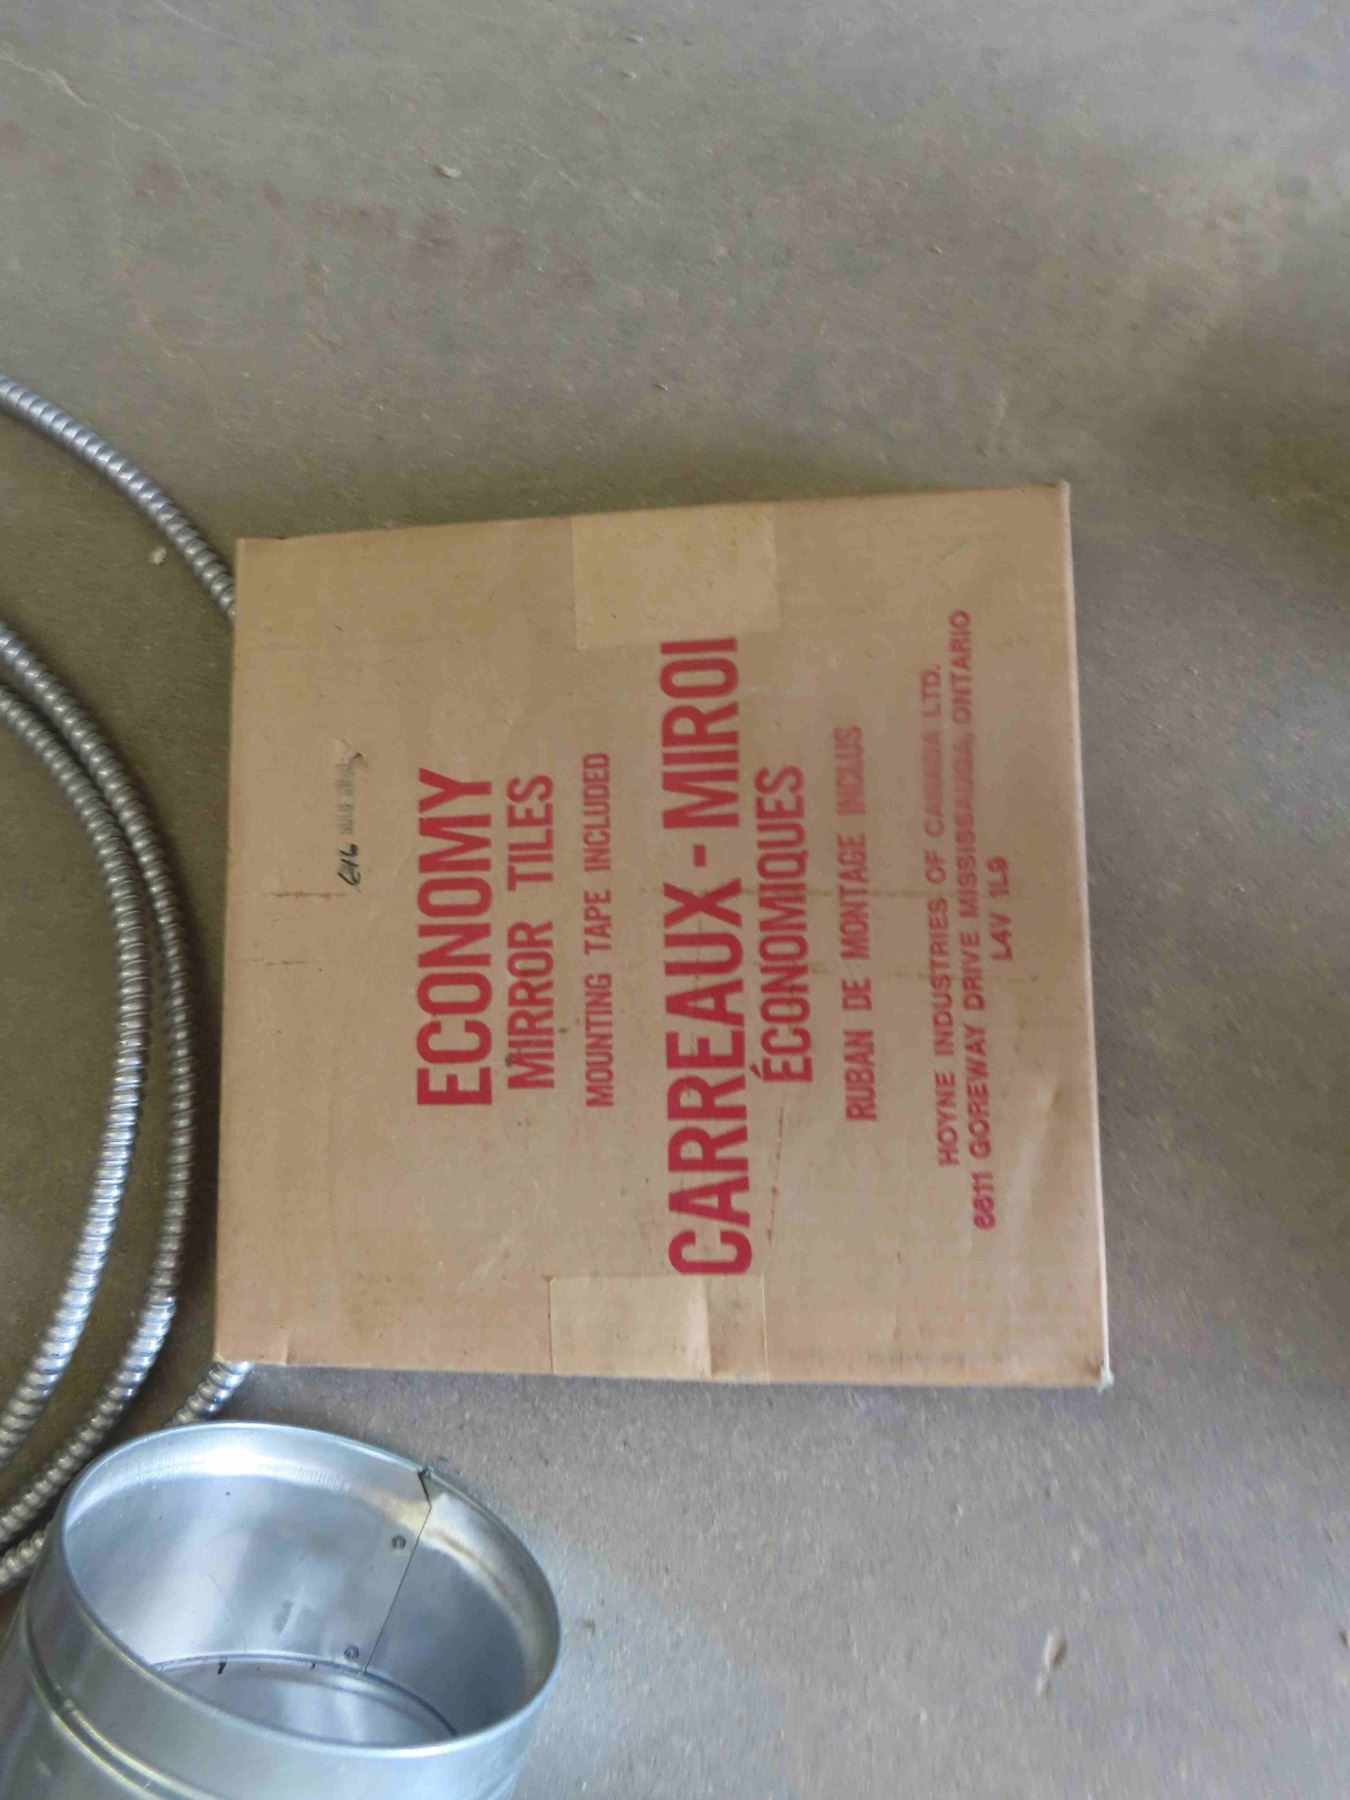 ECONOMY
MIRROR TILES
MOUNTING TAPE INCLUDED
CARREAUX - MIROI
ÉCONOMIQUES
RUBAN DE MONTAGE INCLUS
HOYNE INDUSTRIES OF CANADA LTD.
6811 GOREWAY DRIVE MISSISSAUGA, ONTARIO
L4V 1L9